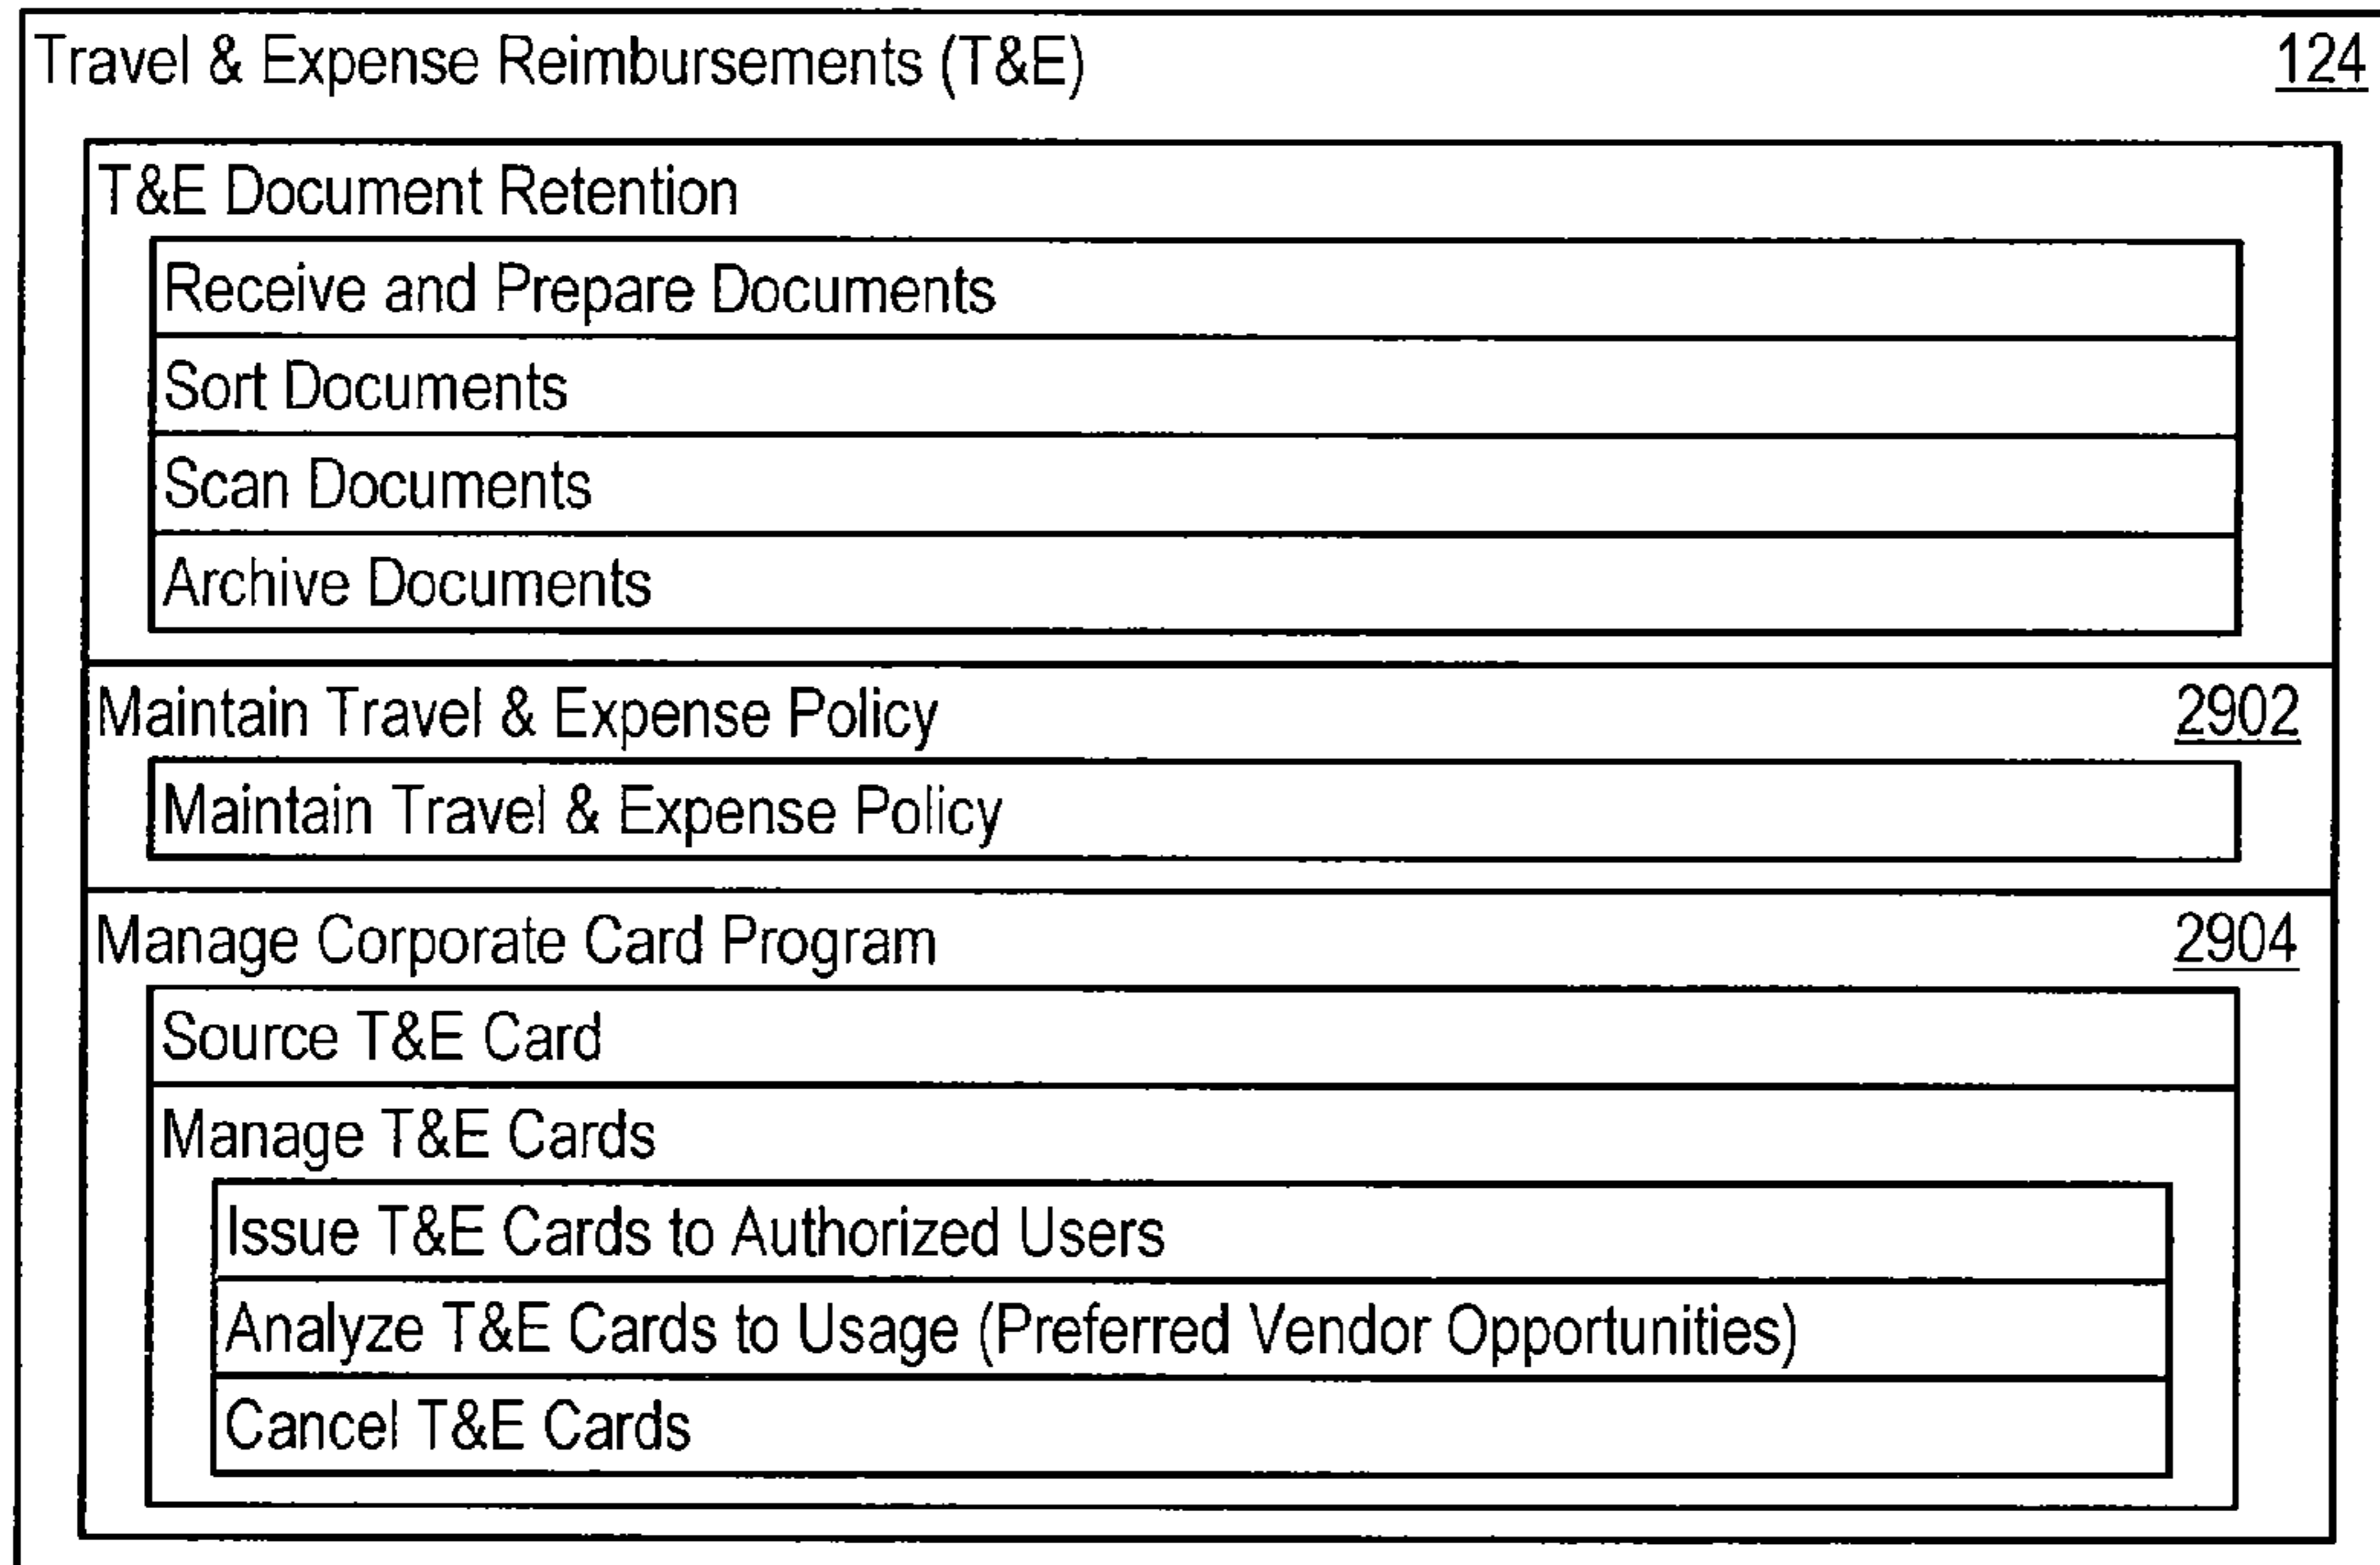 Travel & Expense Reimbursements (T&E) 124
T&E Document Retention
Receive and Prepare Documents
Sort Documents
Scan Documents
Archive Documents
Maintain Travel & Expense Policy 2902
Maintain Travel & Expense Policy
Manage Corporate Card Program 2904
Source T&E Card
Manage T&E Cards
Issue T&E Cards to Authorized Users
Analyze T&E Cards to Usage (Preferred Vendor Opportunities)
Cancel T&E Cards